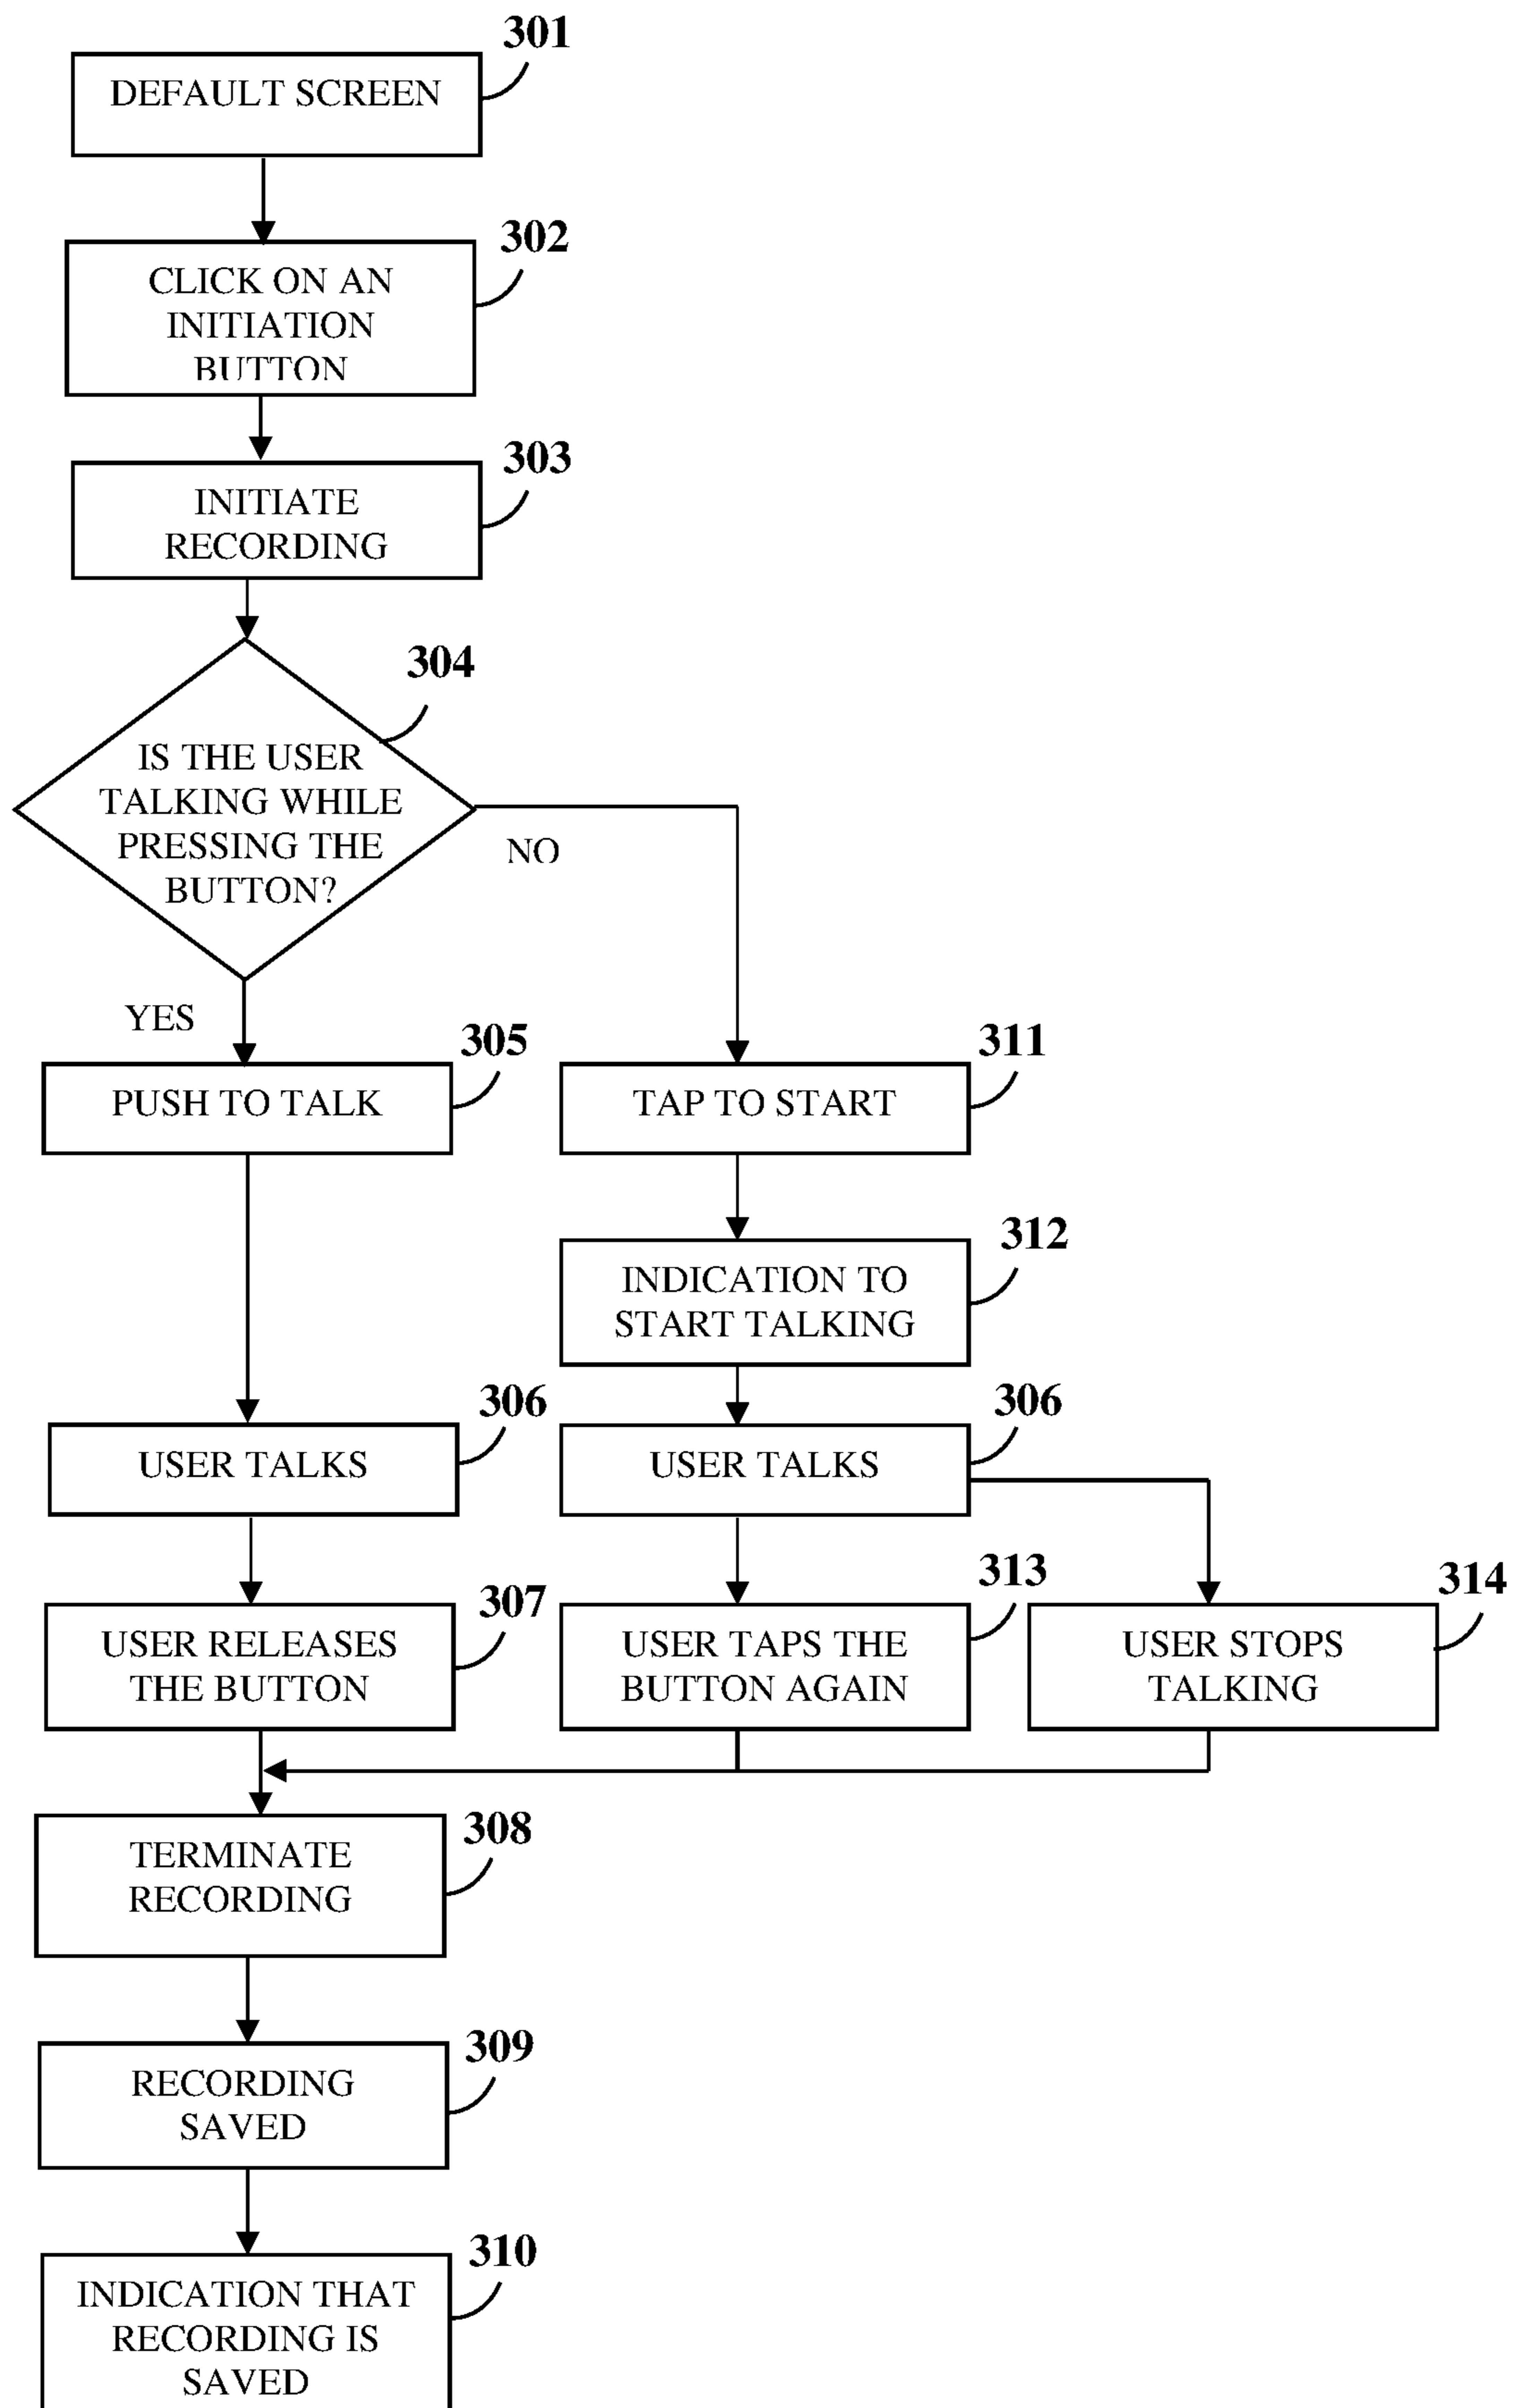 301
DEFAULT SCREEN
302
CLICK ON AN
INITIATION
BUTTON
303
INITIATE
RECORDING
304
IS THE USER
TALKING WHILE
PRESSING THE
BUTTON?
NO
YES
305
PUSH TO TALK
311
TAP TO START
312
INDICATION TO
START TALKING
306
USER TALKS
306
USER TALKS
307
USER RELEASES
THE BUTTON
313
USER TAPS THE
BUTTON AGAIN
314
USER STOPS
TALKING
308
TERMINATE
RECORDING
309
RECORDING
SAVED
310
INDICATION THAT
RECORDING IS
SAVED